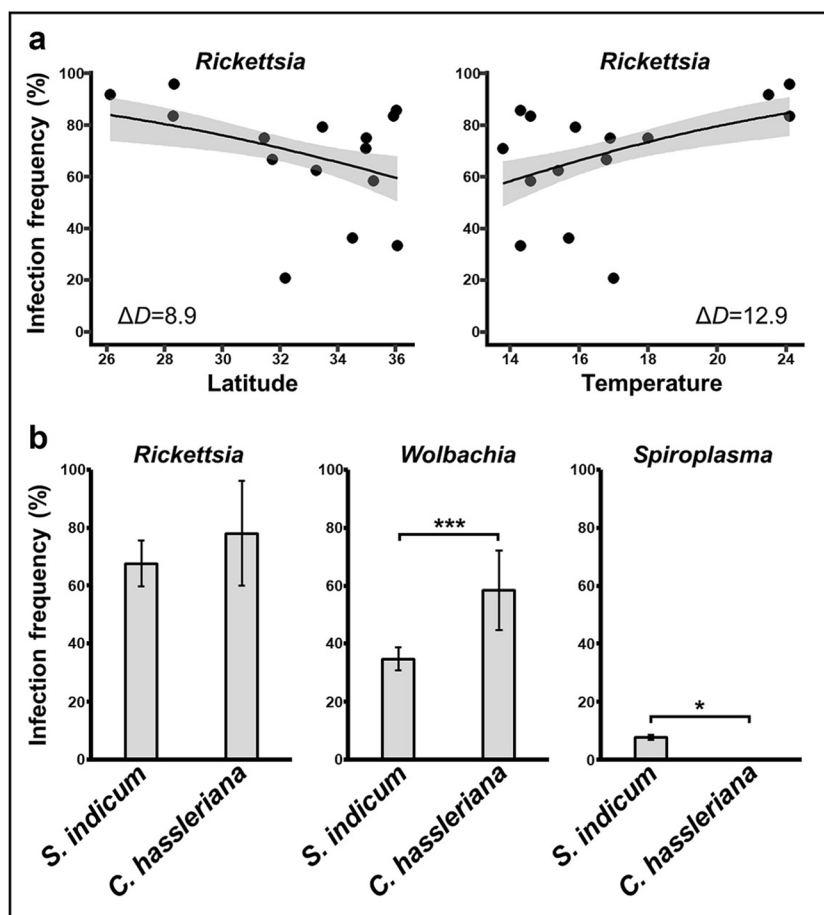 a
Rickettsia
Rickettsia
Infection frequency (%)
100
80
60
40
20
0
ΔD=8.9
26 28 30 32 34 36
Latitude
100
80
60
40
20
0
ΔD=12.9
14 16 18 20 22 24
Temperature
b
Rickettsia
Wolbachia
Spiroplasma
Infection frequency (%)
100
80
60
40
20
0
S. indicum
C. hassleriana
100
80
60
40
20
0
***
S. indicum
C. hassleriana
100
80
60
40
20
0
*
S. indicum
C. hassleriana